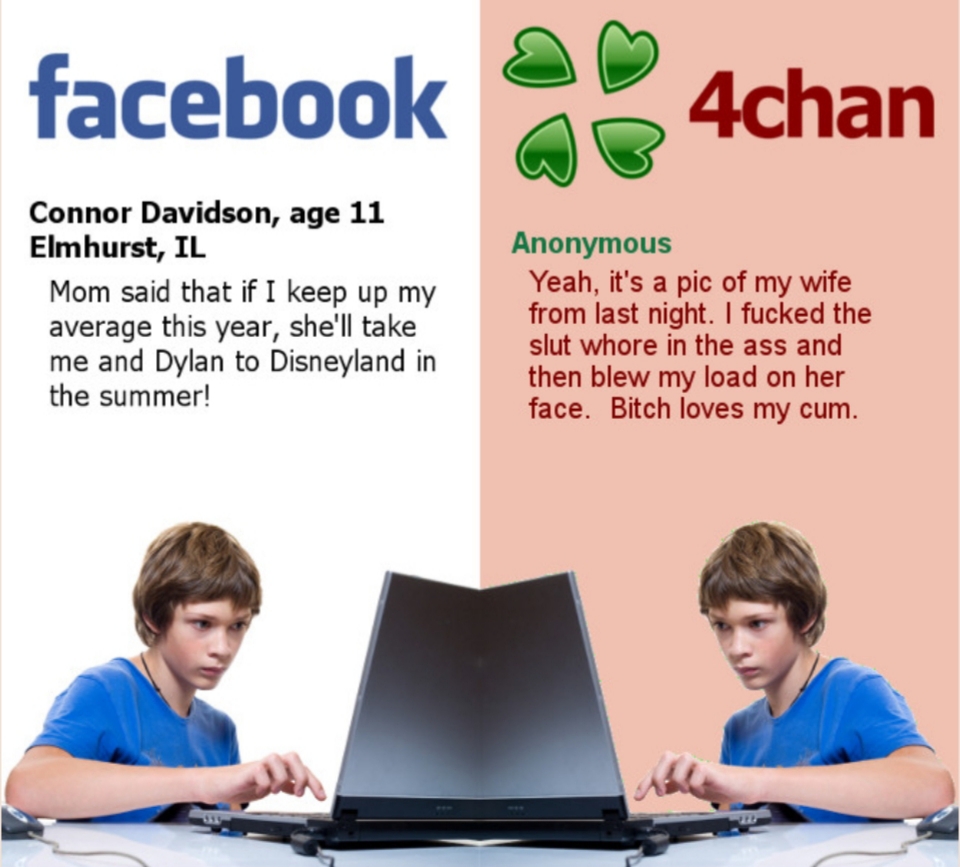 facebook
Connor Davidson, age 11
Elmhurst, IL
Mom said that if I keep up my
average this year, she'll take
me and Dylan to Disneyland in
the summer!
4chan
Anonymous
Yeah, it's a pic of my wife
from last night. I fucked the
slut whore in the ass and
then blew my load on her
face.  Bitch loves my cum.